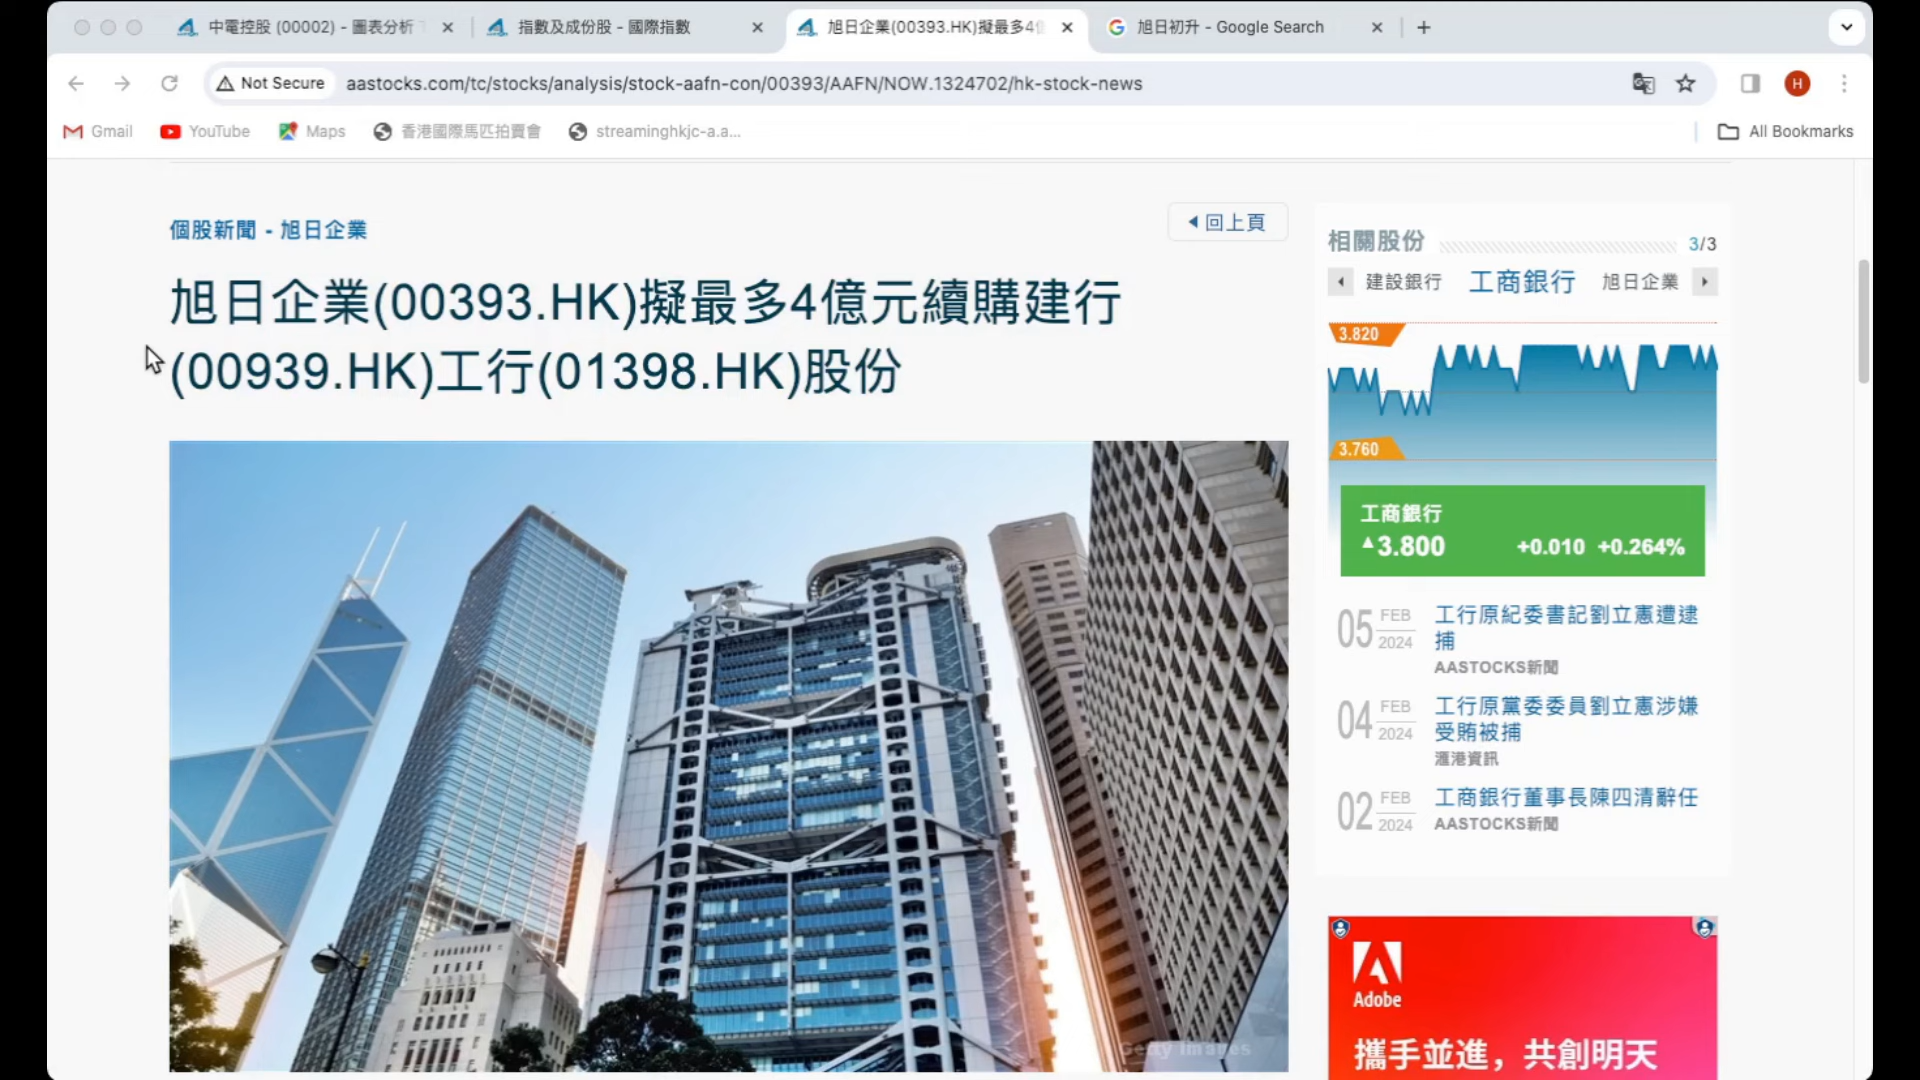 中電控股 (00002) - 圖表分析
指數及成份股 - 國際指數
旭日企業(00393.HK)擬最多4億
旭日初升 - Google Search
Not Secure
aastocks.com/tc/stocks/analysis/stock-aafn-con/00393/AAFN/NOW.1324702/hk-stock-news
H
Gmail
YouTube
Maps
香港國際馬匹拍賣會
streaminghkjc-a.a...
All Bookmarks
個股新聞 - 旭日企業
回上頁
旭日企業(00393.HK)擬最多4億元續購建行
(00939.HK)工行(01398.HK)股份
Getty Images
相關股份
3/3
建設銀行
工商銀行
旭日企業
3.820
3.760
工商銀行
▲3.800 +0.010 +0.264%
05 FEB 2024
工行原紀委書記劉立憲遭逮
捕
AASTOCKS新聞
04 FEB 2024
工行原黨委委員劉立憲涉嫌
受賄被捕
滙港資訊
02 FEB 2024
工商銀行董事長陳四清辭任
AASTOCKS新聞
Adobe
攜手並進，共創明天